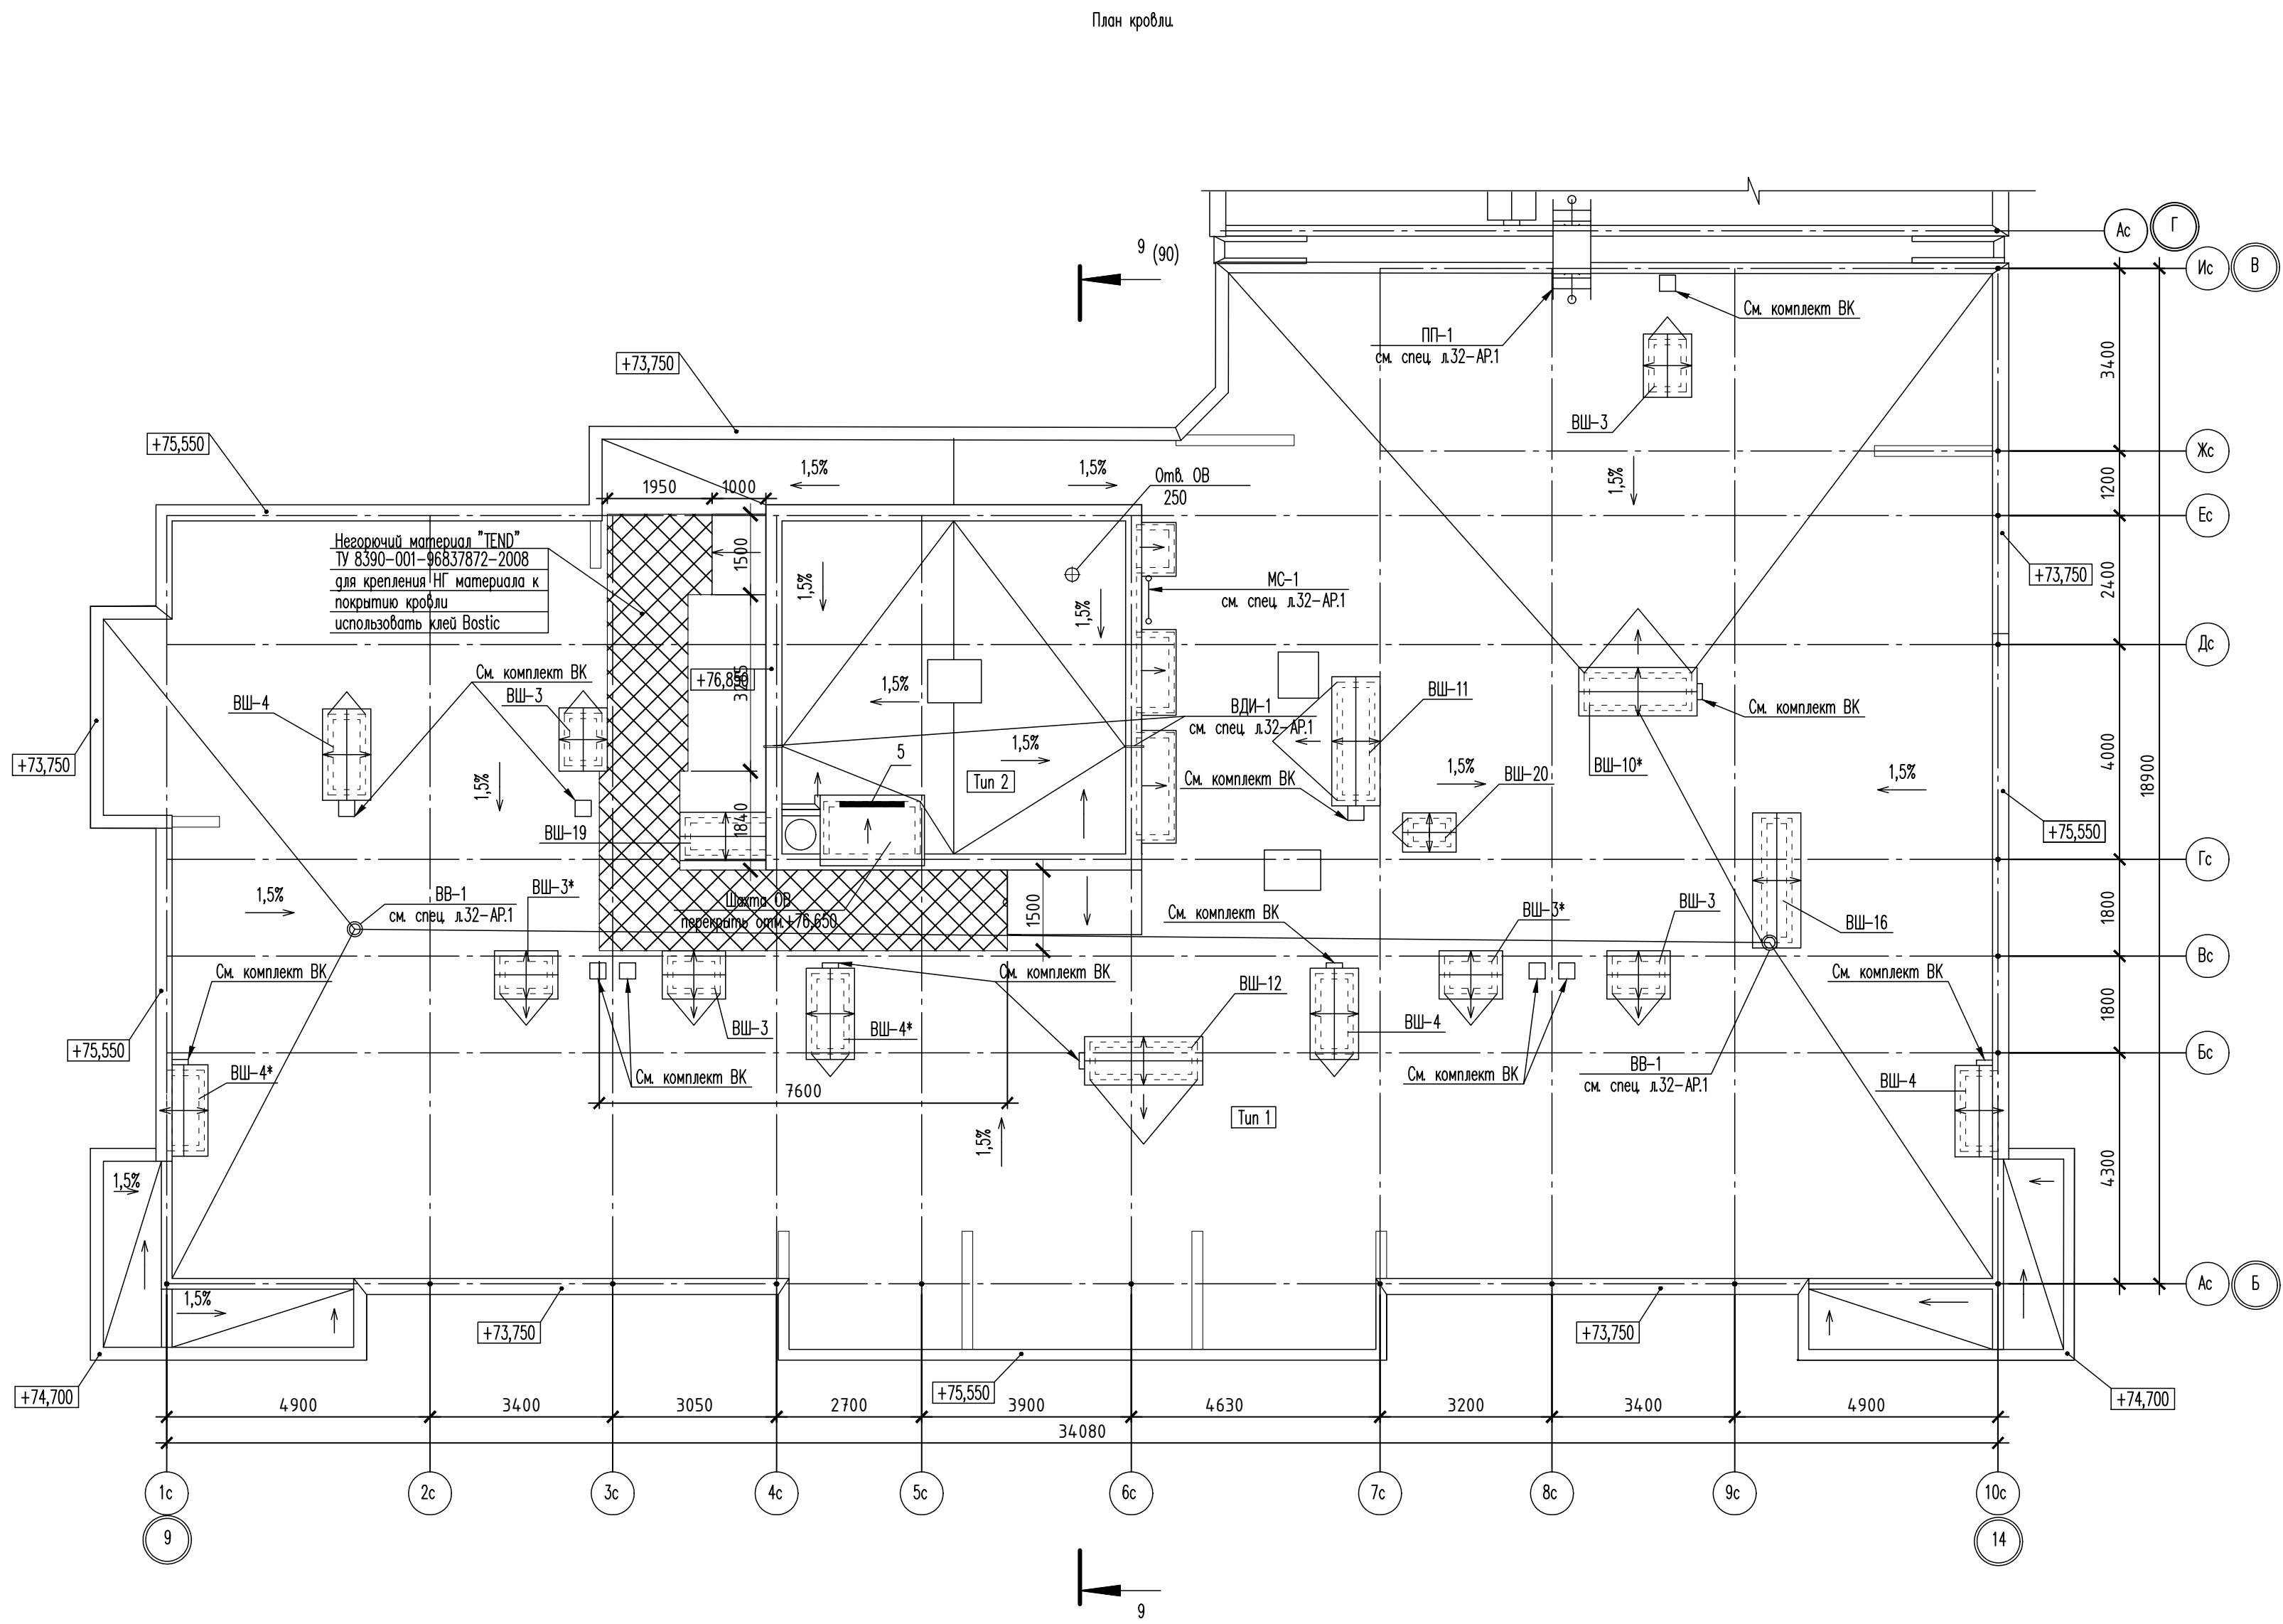 План кровли.
9 (90)
Ас
Г
Ис
В
См. комплект ВК
ПП-1
см. спец. л.32-АР.1
+73,750
3400
ВШ-3
+75,550
Жс
1,5%
1,5%
Отв. ОВ
250
1,5%
1950
1000
1200
Ес
Негорючий материал "TEND"
ТУ 8390-001-96837872-2008
для крепления НГ материала к
покрытию кровли
использовать клей Bostic
1500
1,5%
1,5%
МС-1
см. спец. л.32-АР.1
+73,750
2400
Дс
См. комплект ВК
ВШ-3
ВШ-4
+76,850
1,5%
ВДИ-1
см. спец. л.32-АР.1
ВШ-11
См. комплект ВК
+73,750
1,5%
1,5%
5
Тип 2
См. комплект ВК
1,5%
ВШ-20
ВШ-10*
1,5%
4000
18900
ВШ-19
1840
+75,550
Гс
1,5%
ВВ-1
см. спец. л.32-АР.1
ВШ-3*
Шахта ОВ
перекрыть отм.+76,650
1500
См. комплект ВК
ВШ-3*
ВШ-3
ВШ-16
1800
Вс
См. комплект ВК
См. комплект ВК
ВШ-12
См. комплект ВК
ВШ-3
ВШ-4*
ВШ-4
1800
+75,550
Бс
ВШ-4*
См. комплект ВК
7600
См. комплект ВК
ВВ-1
см. спец. л.32-АР.1
ВШ-4
Тип 1
1,5%
1,5%
4300
Ас
Б
1,5%
+73,750
+73,750
+74,700
+75,550
+74,700
4900
3400
3050
2700
3900
4630
3200
3400
4900
34080
1с
2с
3с
4с
5с
6с
7с
8с
9с
10с
9
14
9